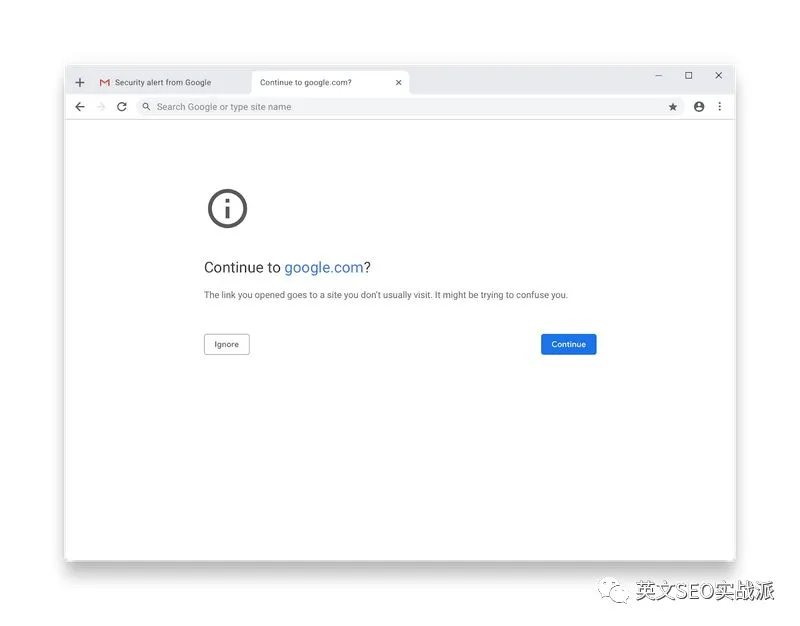 Security alert from Google
Continue to google.com?
Search Google or type site name
Continue to google.com?
The link you opened goes to a site you don't usually visit. It might be trying to confuse you.
Ignore
Continue
英文SEO实战派